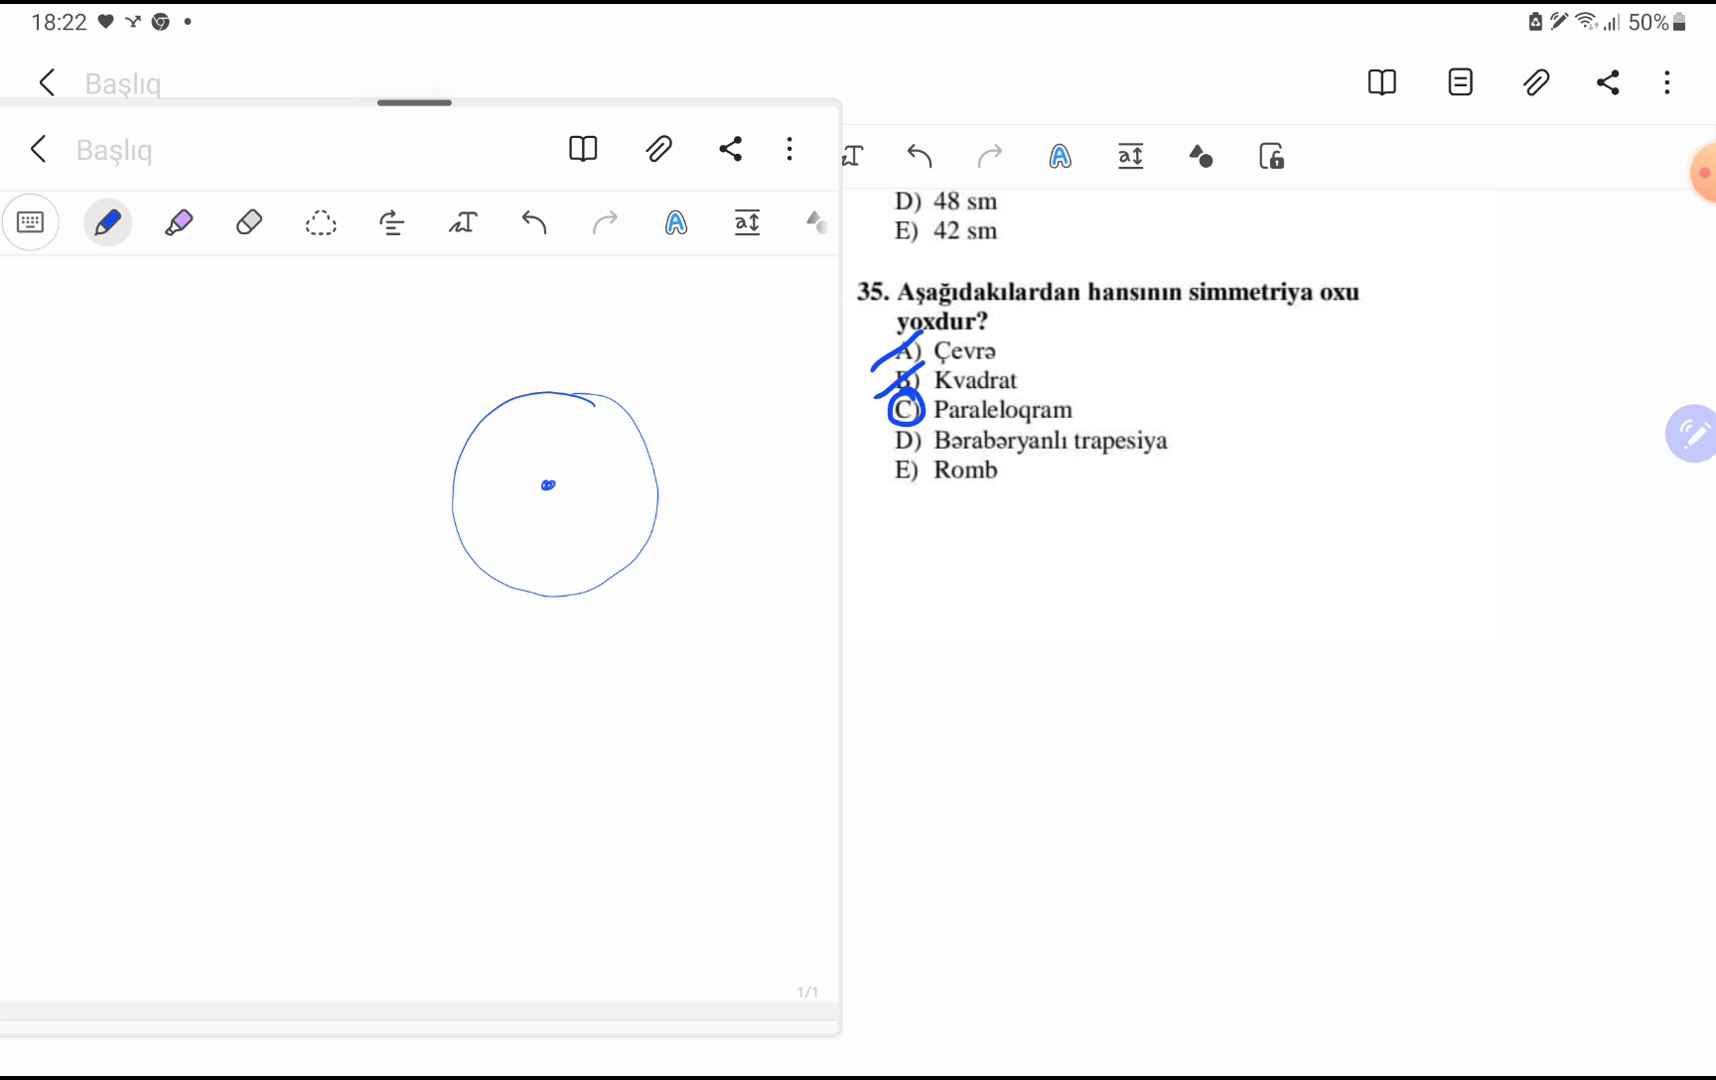 18:22
50%
Başlıq
Başlıq
D) 48 sm
E) 42 sm
35. Aşağıdakılardan hansının simmetriya oxu
yoxdur?
A) Çevrə
B) Kvadrat
C) Paraleloqram
D) Bərabəryanlı trapesiya
E) Romb
1/1